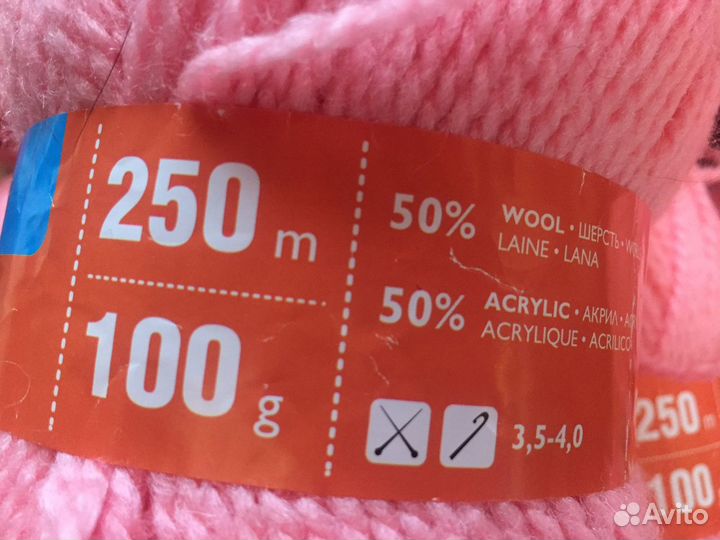 250 m
100 g
50% WOOL • ШЕРСТЬ •
LAINE • LANA
50% ACRYLIC • АКРИЛ •
ACRYLIQUE • ACRILICO
3,5-4,0
250 m
100
Avito